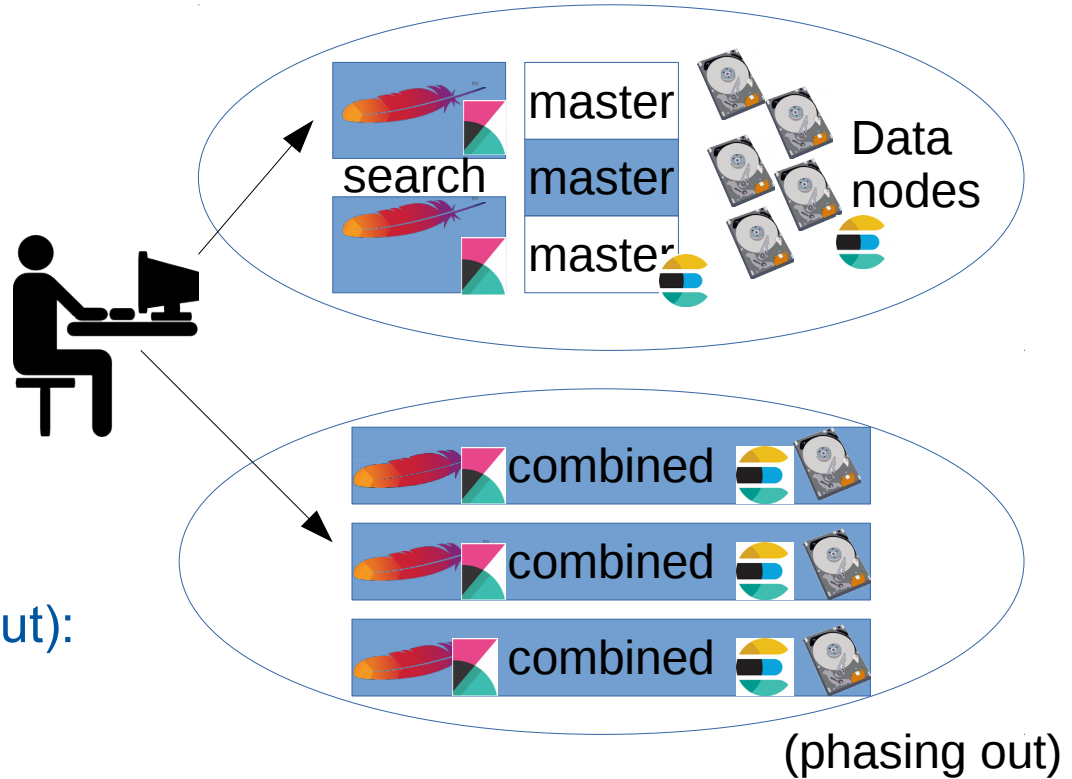 master
search
master
master
Data
nodes
combined
combined
ut):
combined
(phasing out)